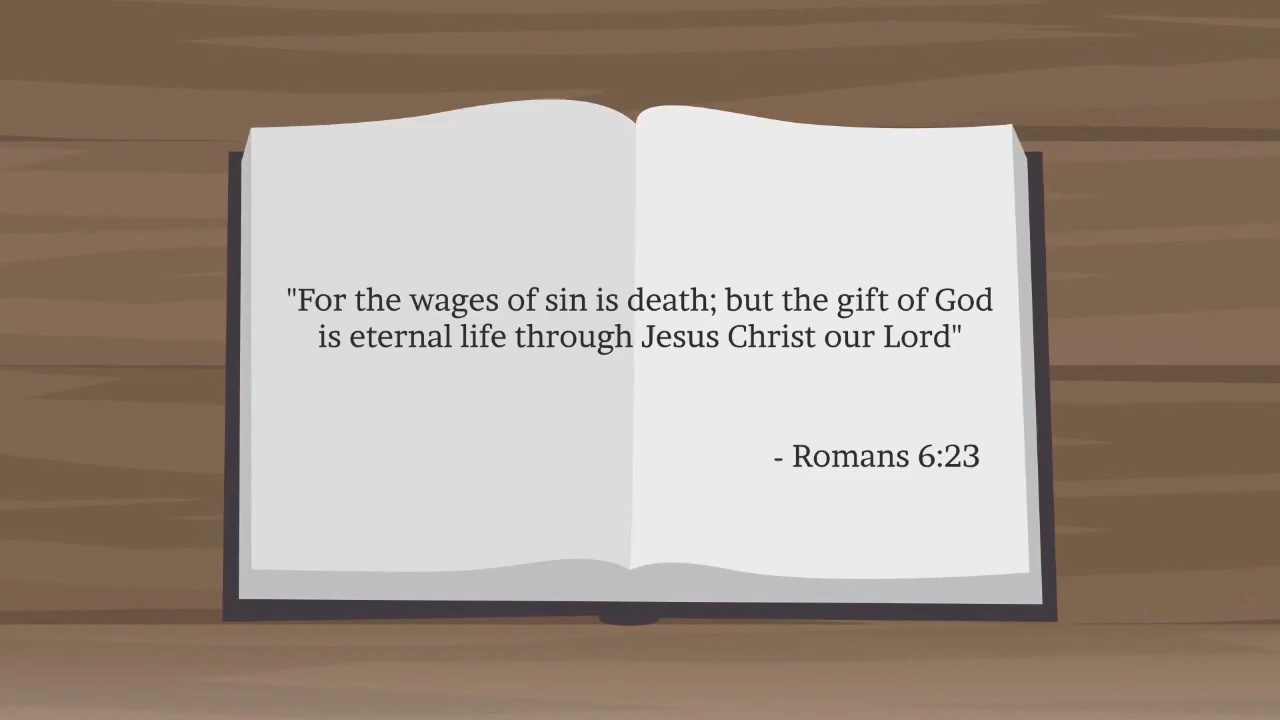 "For the wages of sin is death; but the gift of God
is eternal life through Jesus Christ our Lord"
- Romans 6:23